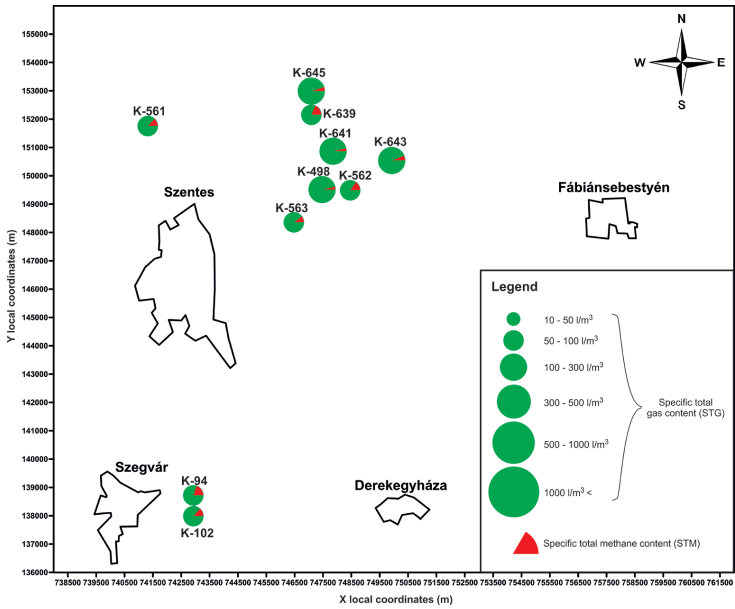 N
W E
S
K-645
K-561
K-639
K-641
K-643
K-498
K-562
K-563
Szentes
Fábiánsebestyén
Szegvár
K-94
K-102
Derekegyháza
Legend
10 - 50 l/m³
50 - 100 l/m³
100 - 300 l/m³
300 - 500 l/m³
500 - 1000 l/m³
1000 l/m³ <
Specific total
gas content (STG)
Specific total methane content (STM)
Y local coordinates (m)
155000
154000
153000
152000
151000
150000
149000
148000
147000
146000
145000
144000
143000
142000
141000
140000
139000
138000
137000
136000
738500 739500 740500 741500 742500 743500 744500 745500 746500 747500 748500 749500 750500 751500 752500 753500 754500 755500 756500 757500 758500 759500 760500 761500
X local coordinates (m)